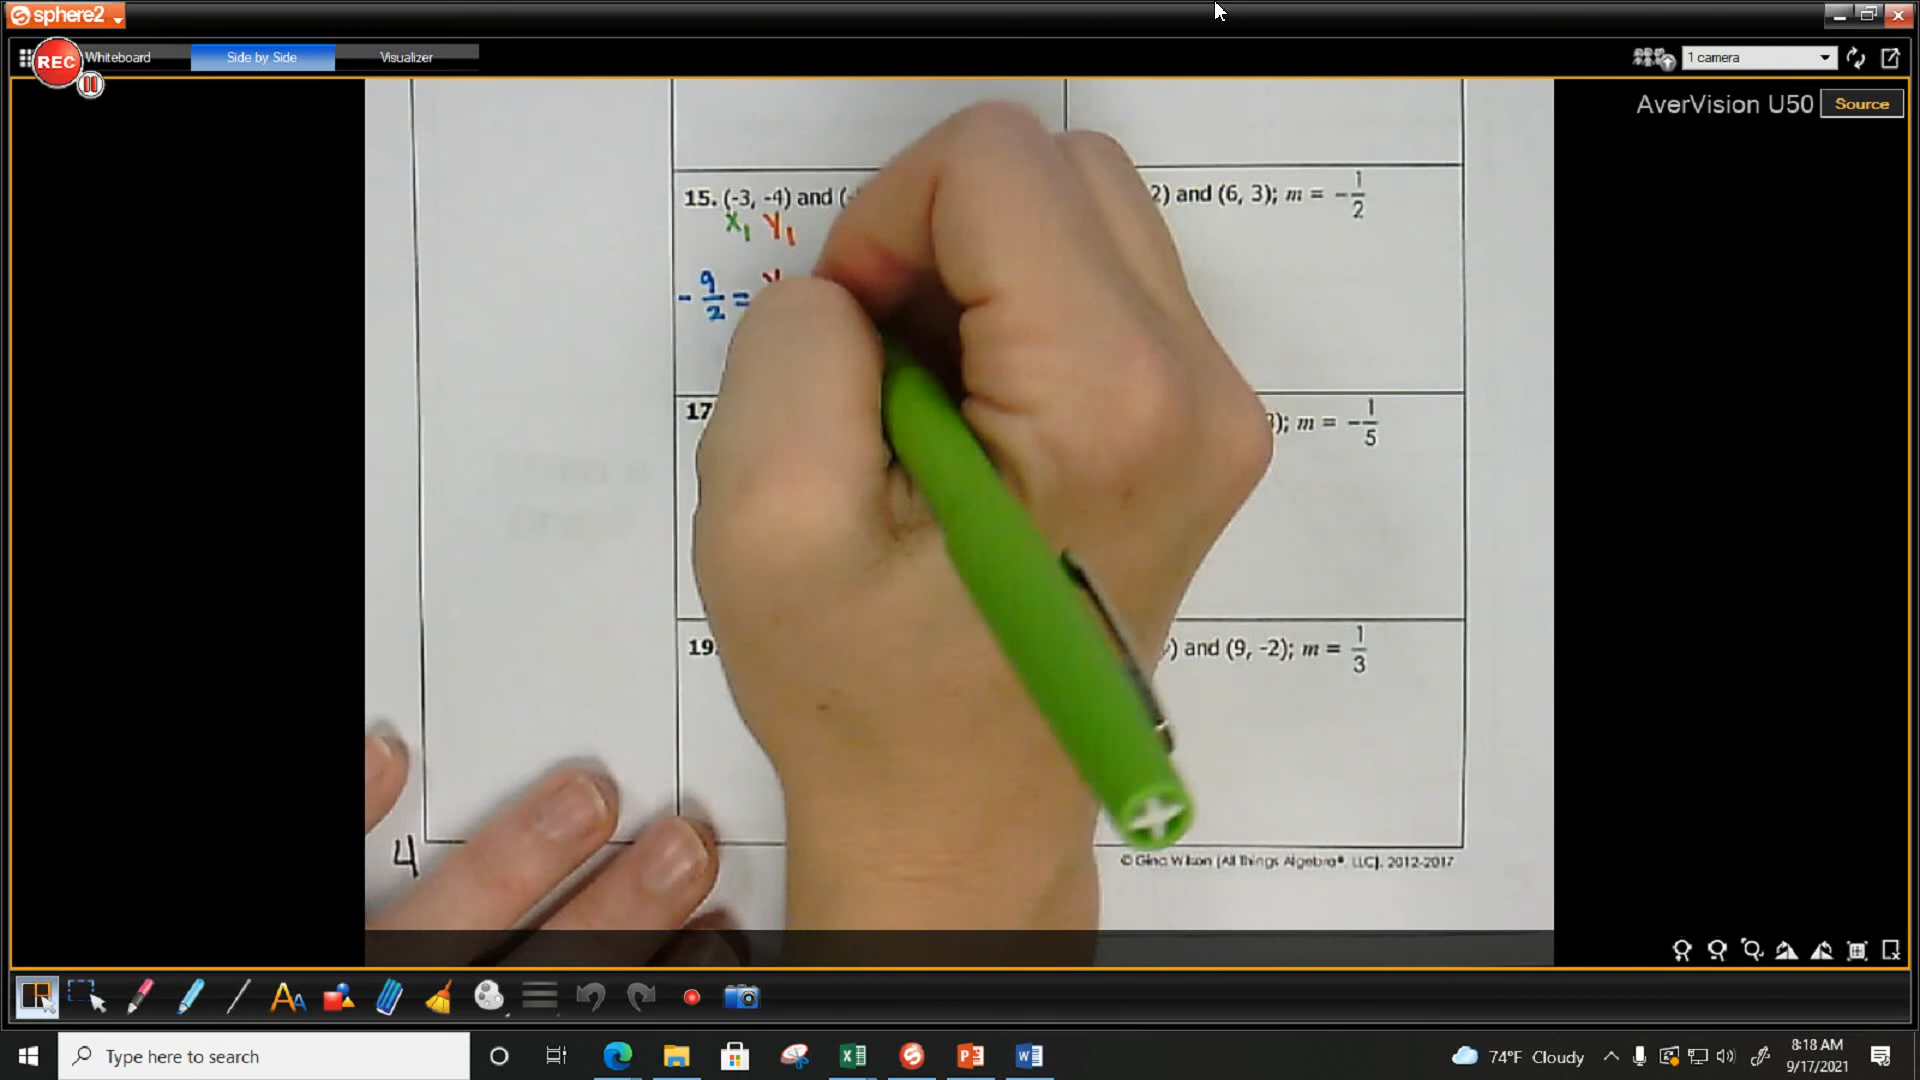 sphere2
REC
Whiteboard
Side by Side
Visualizer
1 camera
AverVision U50
Source
15. (-3, -4) and (-
X1 Y1
- 9/2 =
2) and (6, 3); m = - 1/2
17
); m = - 1/5
19.
) and (9, -2); m = 1/3
4
© Gina Wilson (All Things Algebra®, LLC), 2012-2017
Type here to search
74°F Cloudy
8:18 AM
9/17/2021